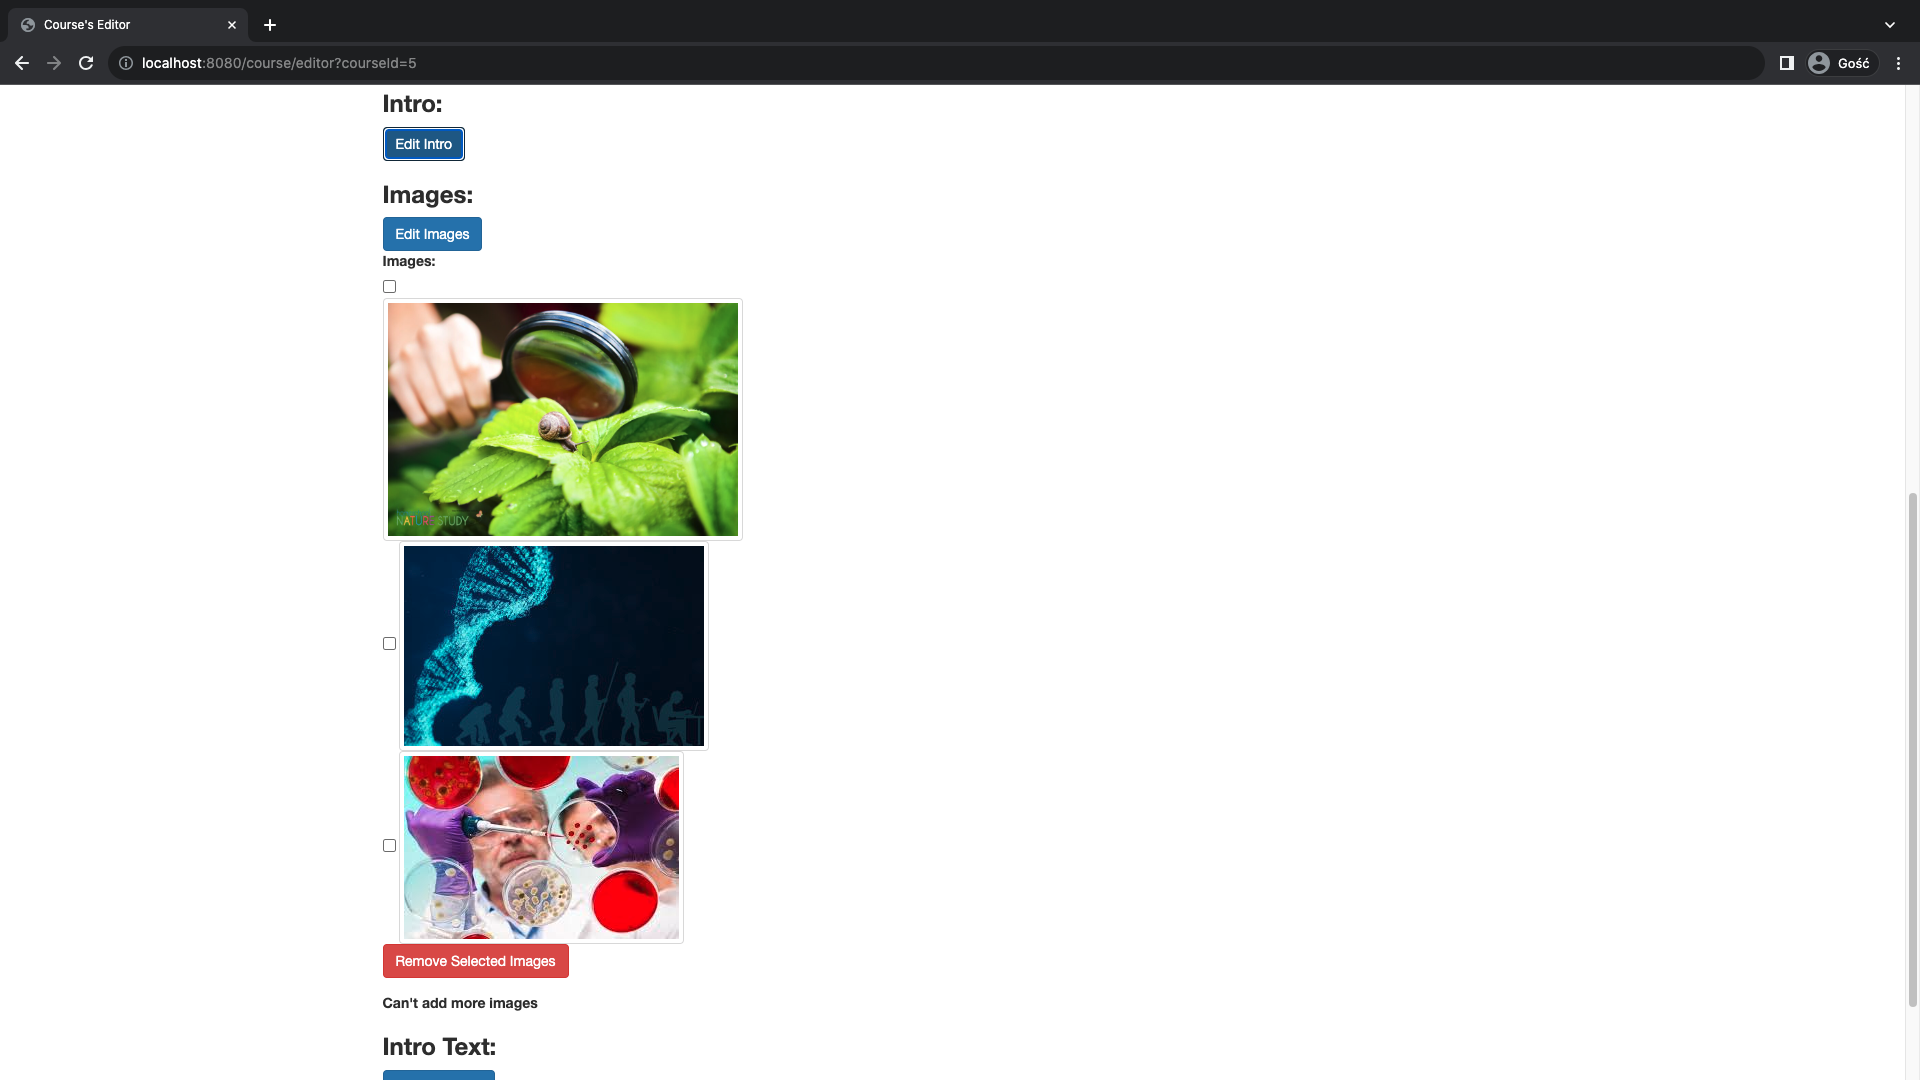 Course's Editor
localhost:8080/course/editor?courseId=5
Gość
Intro:
Edit Intro
Images:
Edit Images
Images:
NATURE STUDY
Remove Selected Images
Can't add more images
Intro Text: